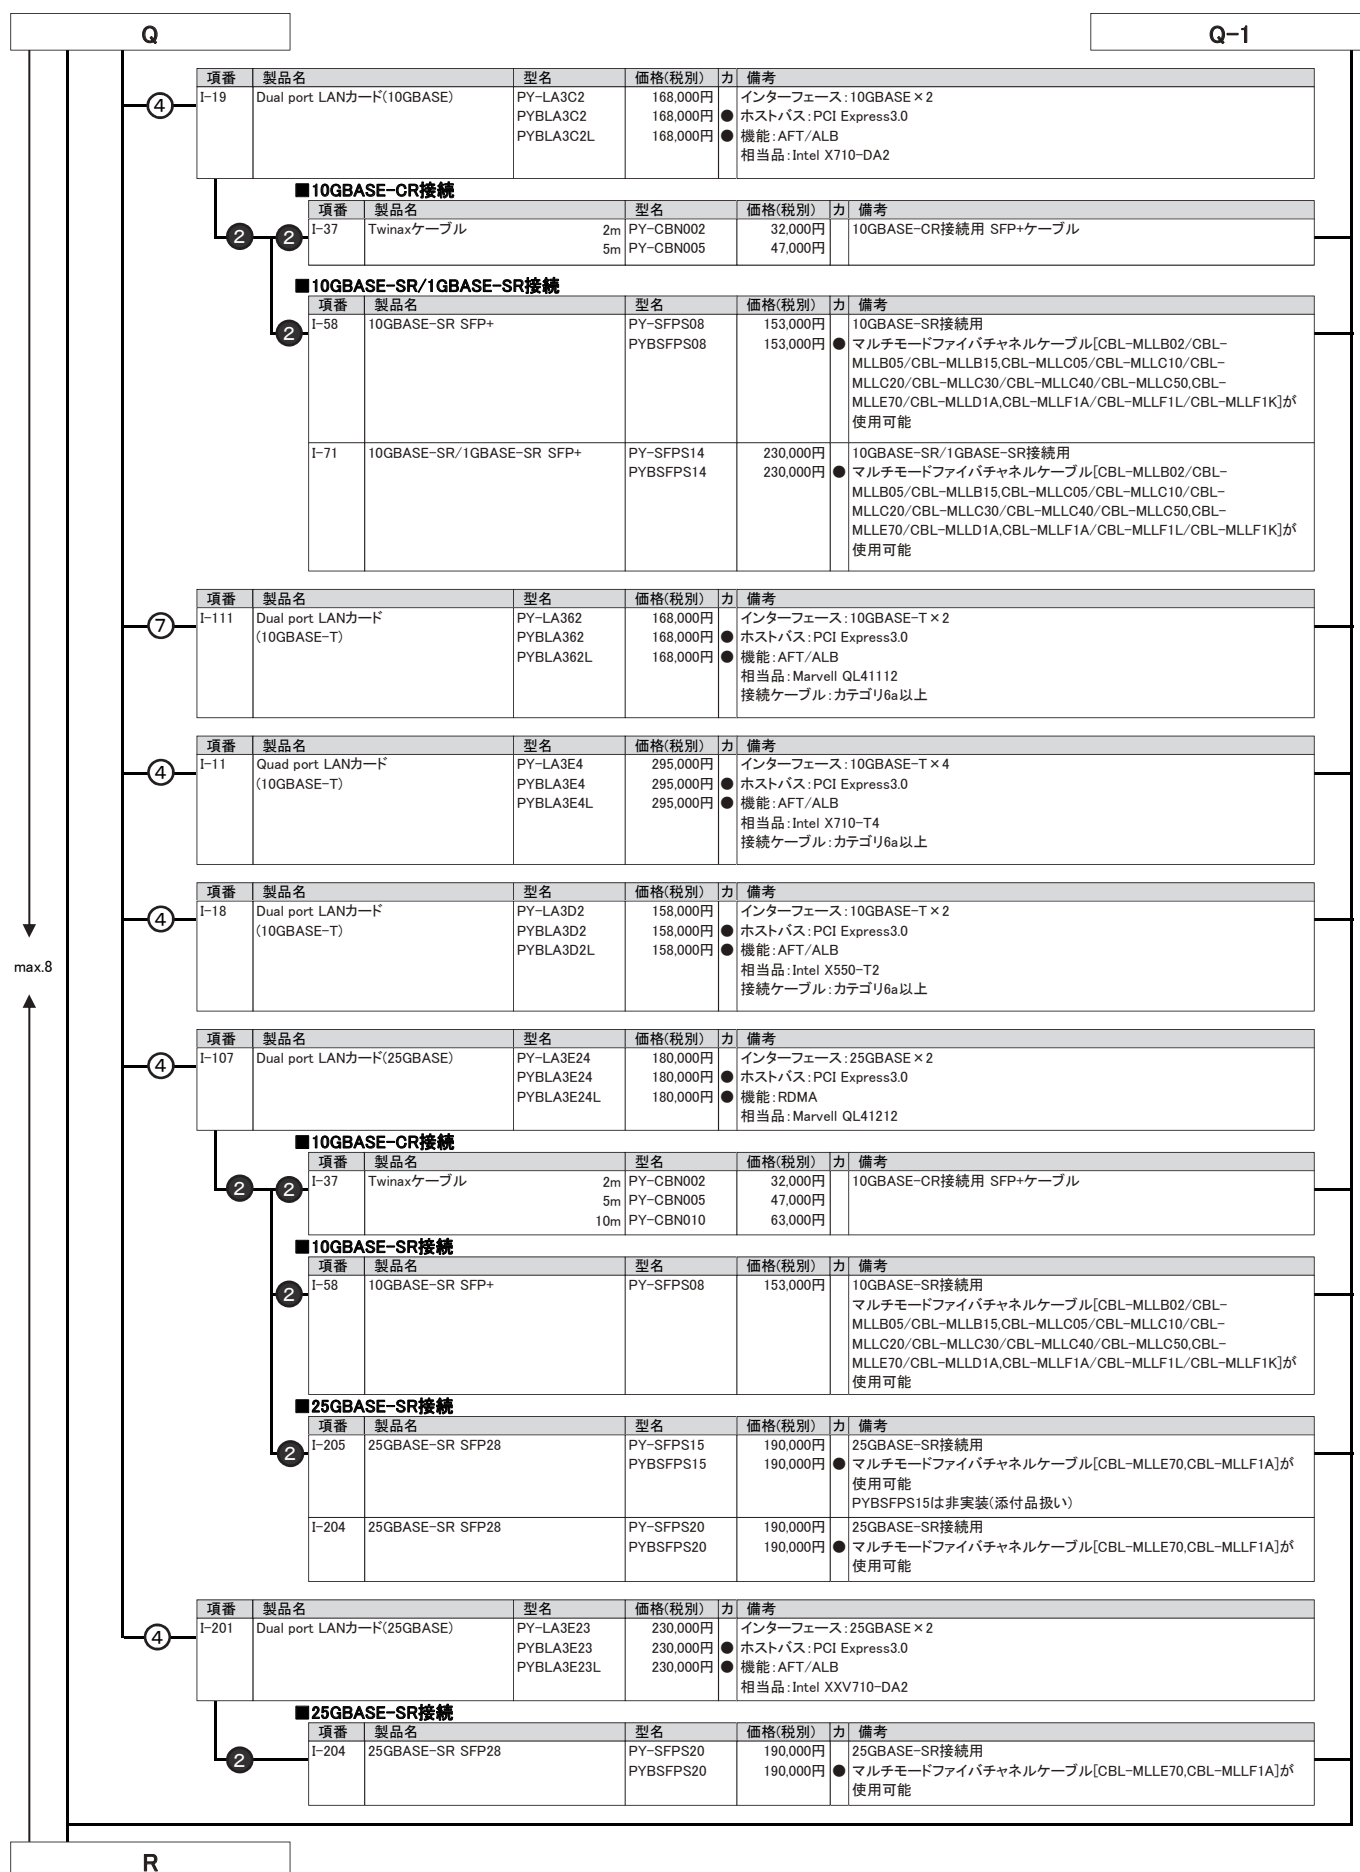 Q
Q-1
項番 製品名 型名 価格(税別) カ 備考
④ I-19 Dual port LANカード(10GBASE) PY-LA3C2 168,000円 インターフェース:10GBASE×2
PYBLA3C2 168,000円 ● ホストバス:PCI Express3.0
PYBLA3C2L 168,000円 ● 機能:AFT/ALB
相当品:Intel X710-DA2
■10GBASE-CR接続
項番 製品名 型名 価格(税別) カ 備考
❷ ❷ I-37 Twinaxケーブル 2m PY-CBN002 32,000円 10GBASE-CR接続用 SFP+ケーブル
5m PY-CBN005 47,000円
■10GBASE-SR/1GBASE-SR接続
項番 製品名 型名 価格(税別) カ 備考
❷ I-58 10GBASE-SR SFP+ PY-SFPS08 153,000円 10GBASE-SR接続用
PYBSFPS08 153,000円 ● マルチモードファイバチャネルケーブル[CBL-MLLB02/CBL-
MLLB05/CBL-MLLB15,CBL-MLLC05/CBL-MLLC10/CBL-
MLLC20/CBL-MLLC30/CBL-MLLC40/CBL-MLLC50,CBL-
MLLE70/CBL-MLLD1A,CBL-MLLF1A/CBL-MLLF1L/CBL-MLLF1K]が
使用可能
I-71 10GBASE-SR/1GBASE-SR SFP+ PY-SFPS14 230,000円 10GBASE-SR/1GBASE-SR接続用
PYBSFPS14 230,000円 ● マルチモードファイバチャネルケーブル[CBL-MLLB02/CBL-
MLLB05/CBL-MLLB15,CBL-MLLC05/CBL-MLLC10/CBL-
MLLC20/CBL-MLLC30/CBL-MLLC40/CBL-MLLC50,CBL-
MLLE70/CBL-MLLD1A,CBL-MLLF1A/CBL-MLLF1L/CBL-MLLF1K]が
使用可能
項番 製品名 型名 価格(税別) カ 備考
⑦ I-111 Dual port LANカード PY-LA362 168,000円 インターフェース:10GBASE-T×2
(10GBASE-T) PYBLA362 168,000円 ● ホストバス:PCI Express3.0
PYBLA362L 168,000円 ● 機能:AFT/ALB
相当品:Marvell QL41112
接続ケーブル:カテゴリ6a以上
項番 製品名 型名 価格(税別) カ 備考
④ I-11 Quad port LANカード PY-LA3E4 295,000円 インターフェース:10GBASE-T×4
(10GBASE-T) PYBLA3E4 295,000円 ● ホストバス:PCI Express3.0
PYBLA3E4L 295,000円 ● 機能:AFT/ALB
相当品:Intel X710-T4
接続ケーブル:カテゴリ6a以上
項番 製品名 型名 価格(税別) カ 備考
④ I-18 Dual port LANカード PY-LA3D2 158,000円 インターフェース:10GBASE-T×2
(10GBASE-T) PYBLA3D2 158,000円 ● ホストバス:PCI Express3.0
PYBLA3D2L 158,000円 ● 機能:AFT/ALB
max.8
相当品:Intel X550-T2
接続ケーブル:カテゴリ6a以上
項番 製品名 型名 価格(税別) カ 備考
④ I-107 Dual port LANカード(25GBASE) PY-LA3E24 180,000円 インターフェース:25GBASE×2
PYBLA3E24 180,000円 ● ホストバス:PCI Express3.0
PYBLA3E24L 180,000円 ● 機能:RDMA
相当品:Marvell QL41212
■10GBASE-CR接続
項番 製品名 型名 価格(税別) カ 備考
❷ ❷ I-37 Twinaxケーブル 2m PY-CBN002 32,000円 10GBASE-CR接続用 SFP+ケーブル
5m PY-CBN005 47,000円
10m PY-CBN010 63,000円
■10GBASE-SR接続
項番 製品名 型名 価格(税別) カ 備考
❷ I-58 10GBASE-SR SFP+ PY-SFPS08 153,000円 10GBASE-SR接続用
マルチモードファイバチャネルケーブル[CBL-MLLB02/CBL-
MLLB05/CBL-MLLB15,CBL-MLLC05/CBL-MLLC10/CBL-
MLLC20/CBL-MLLC30/CBL-MLLC40/CBL-MLLC50,CBL-
MLLE70/CBL-MLLD1A,CBL-MLLF1A/CBL-MLLF1L/CBL-MLLF1K]が
使用可能
■25GBASE-SR接続
項番 製品名 型名 価格(税別) カ 備考
❷ I-205 25GBASE-SR SFP28 PY-SFPS15 190,000円 25GBASE-SR接続用
PYBSFPS15 190,000円 ● マルチモードファイバチャネルケーブル[CBL-MLLE70,CBL-MLLF1A]が
使用可能
PYBSFPS15は非実装(添付品扱い)
I-204 25GBASE-SR SFP28 PY-SFPS20 190,000円 25GBASE-SR接続用
PYBSFPS20 190,000円 ● マルチモードファイバチャネルケーブル[CBL-MLLE70,CBL-MLLF1A]が
使用可能
項番 製品名 型名 価格(税別) カ 備考
④ I-201 Dual port LANカード(25GBASE) PY-LA3E23 230,000円 インターフェース:25GBASE×2
PYBLA3E23 230,000円 ● ホストバス:PCI Express3.0
PYBLA3E23L 230,000円 ● 機能:AFT/ALB
相当品:Intel XXV710-DA2
■25GBASE-SR接続
項番 製品名 型名 価格(税別) カ 備考
❷ I-204 25GBASE-SR SFP28 PY-SFPS20 190,000円 25GBASE-SR接続用
PYBSFPS20 190,000円 ● マルチモードファイバチャネルケーブル[CBL-MLLE70,CBL-MLLF1A]が
使用可能
R